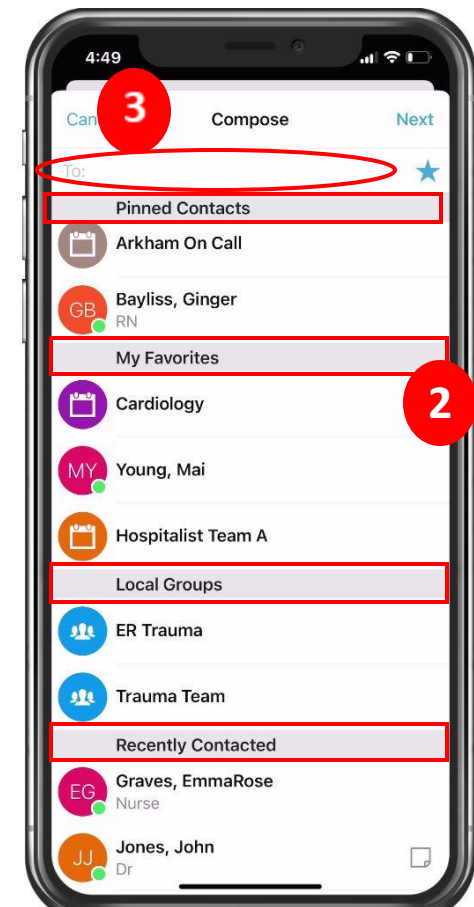 4:49
3
Can
Compose
Next
To:
Pinned Contacts
Arkham On Call
GB
Bayliss, Ginger
RN
My Favorites
2
Cardiology
MY
Young, Mai
Hospitalist Team A
Local Groups
ER Trauma
Trauma Team
Recently Contacted
EG
Graves, EmmaRose
Nurse
JJ
Jones, John
Dr